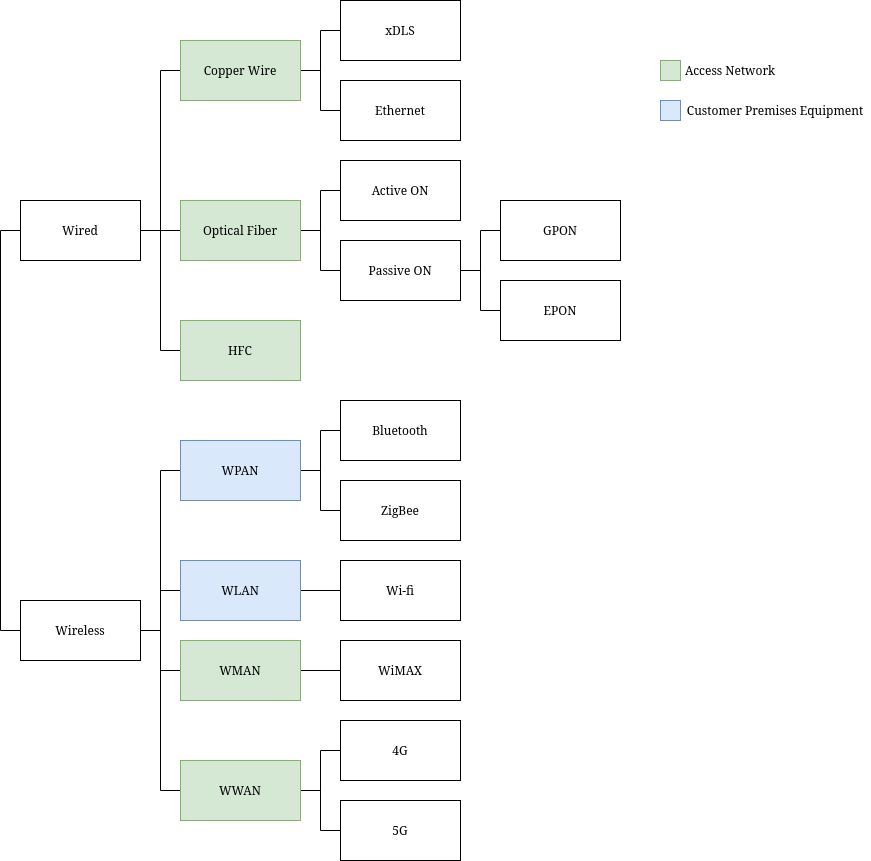 xDLS
Copper Wire
Access Network
Ethernet
Customer Premises Equipment
Active ON
Wired
Optical Fiber
GPON
Passive ON
EPON
HFC
Bluetooth
WPAN
ZigBee
WLAN
Wi-fi
Wireless
WMAN
WiMAX
4G
WWAN
5G